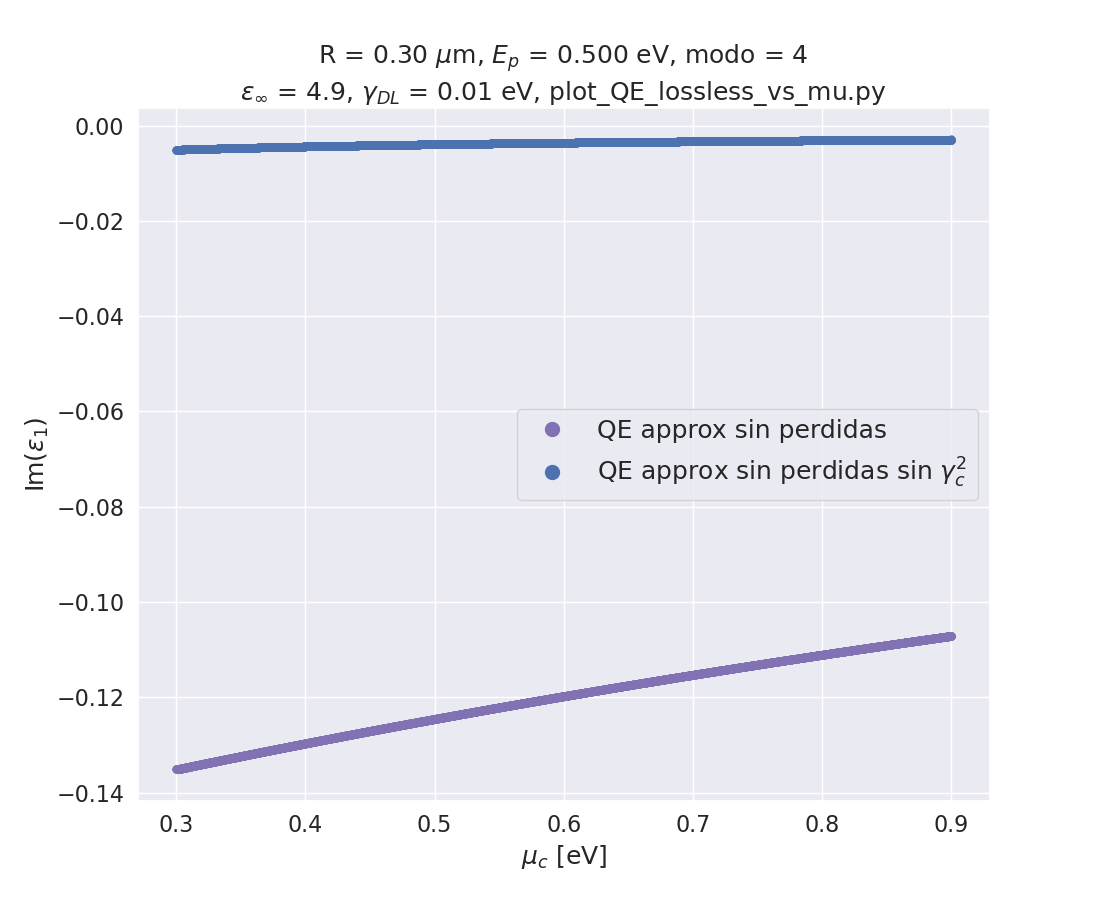 R = 0.30 μm, E_p = 0.500 eV, modo = 4
ε_∞ = 4.9, γ_DL = 0.01 eV, plot_QE_lossless_vs_mu.py
0.00
−0.02
−0.04
−0.06
−0.08
−0.10
−0.12
−0.14
Im(ε₁)
QE approx sin perdidas
QE approx sin perdidas sin γ_c^2
0.3 0.4 0.5 0.6 0.7 0.8 0.9
μ_c [eV]